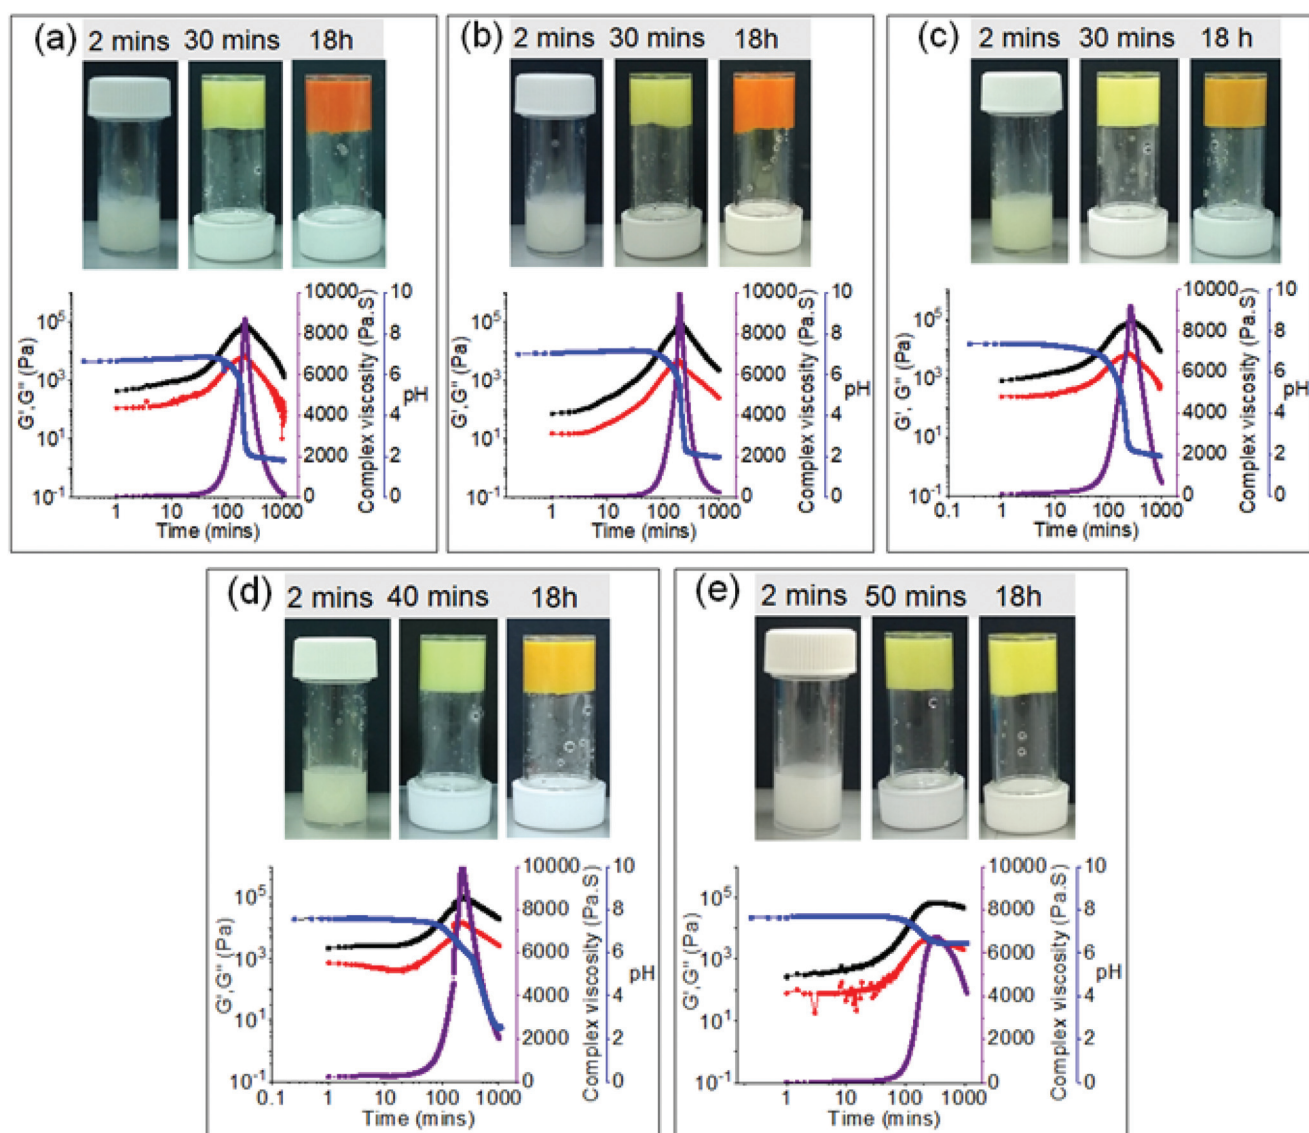 (a) 2 mins 30 mins 18h
G',G'' (Pa)
10^5
10^3
10^1
10^-1
1 10 100 1000
Time (mins)
10000
8000
6000
4000
2000
0
Complex viscosity (Pa.S)
10
8
6
4
2
0
pH
(b) 2 mins 30 mins 18h
10^5
10^3
10^1
10^-1
1 10 100 1000
Time (mins)
10000
8000
6000
4000
2000
0
Complex viscosity (Pa.S)
10
8
6
4
2
0
pH
G',G'' (Pa)
(c) 2 mins 30 mins 18 h
G', G'' (Pa)
10^5
10^3
10^1
10^-1
0.1 1 10 100 1000
Time (mins)
10000
8000
6000
4000
2000
0
Complex viscosity (Pa.S)
10
8
6
4
2
0
pH
(d) 2 mins 40 mins 18h
G',G'' (Pa)
10^5
10^3
10^1
10^-1
0.1 1 10 100 1000
Time (mins)
10000
8000
6000
4000
2000
0
Complex viscosity (Pa.S)
10
8
6
4
2
0
pH
(e) 2 mins 50 mins 18h
G',G'' (Pa)
10^5
10^3
10^1
10^-1
1 10 100 1000
Time (mins)
10000
8000
6000
4000
2000
0
Complex viscosity (Pa.S)
10
8
6
4
2
0
pH